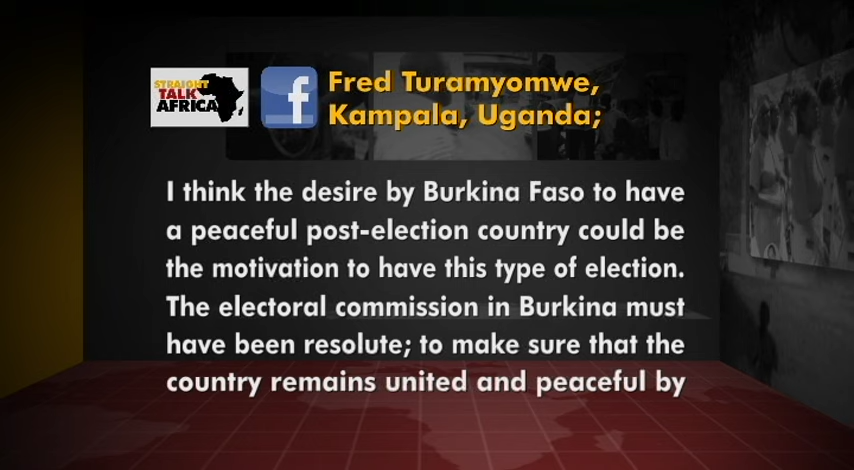 STRAIGHT
TALK
AFRICA
f
Fred Turamyomwe,
Kampala, Uganda;
I think the desire by Burkina Faso to have
a peaceful post-election country could be
the motivation to have this type of election.
The electoral commission in Burkina must
have been resolute; to make sure that the
country remains united and peaceful by